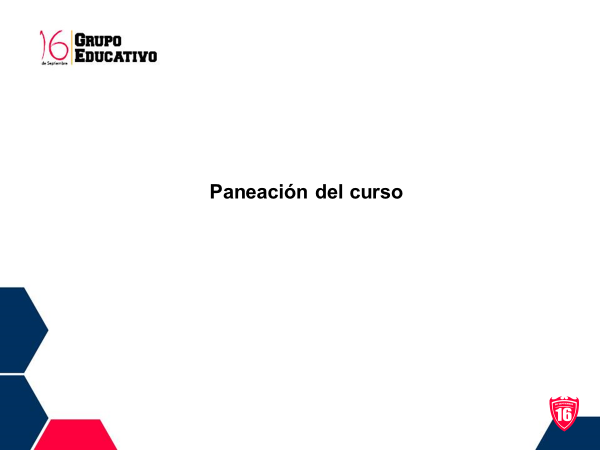 16 GRUPO
de Septiembre EDUCATIVO
Paneación del curso
16